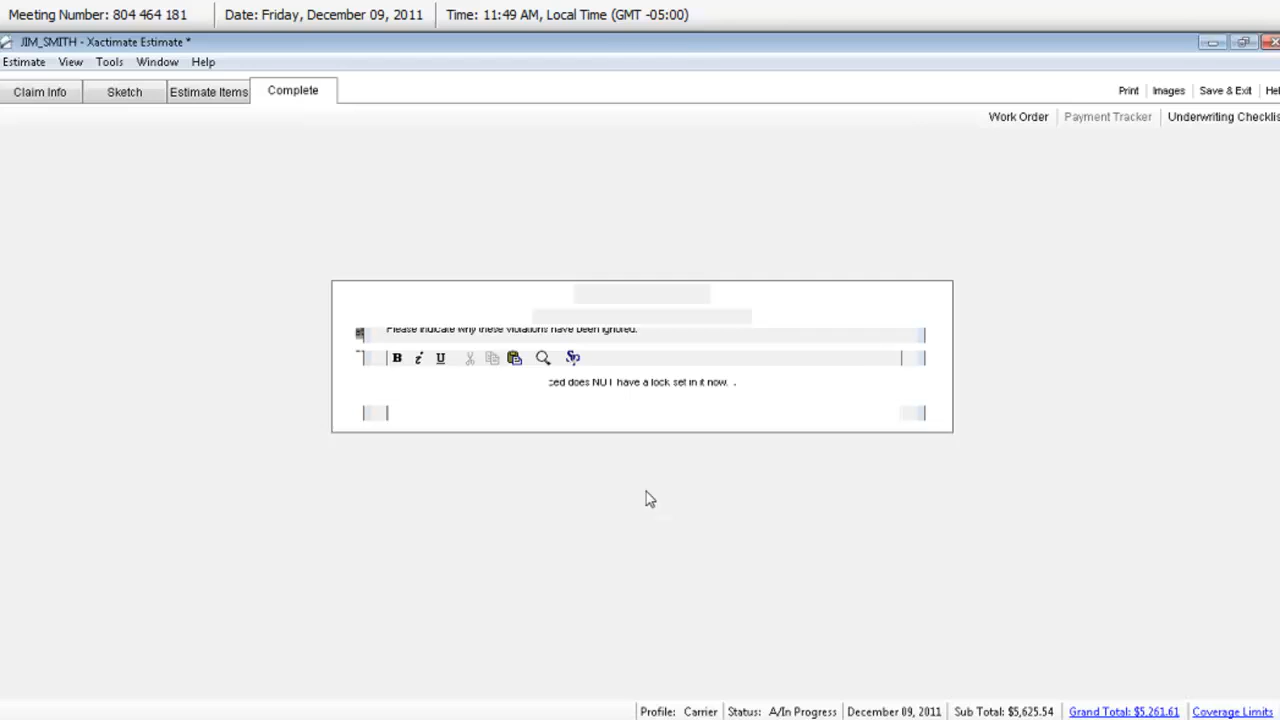 Meeting Number: 804 464 181 Date: Friday, December 09, 2011 Time: 11:49 AM, Local Time (GMT -05:00)
JIM_SMITH - Xactimate Estimate *
Estimate View Tools Window Help
Claim Info Sketch Estimate Items Complete Print Images Save & Exit Hel
Work Order Payment Tracker Underwriting Checklis
Please indicate why these violations have been ignored.
B i U Sp
ced does NOT have a lock set in it now. .
Profile: Carrier Status: A/In Progress December 09, 2011 Sub Total: $5,625.54 Grand Total: $5,261.61 Coverage Limits